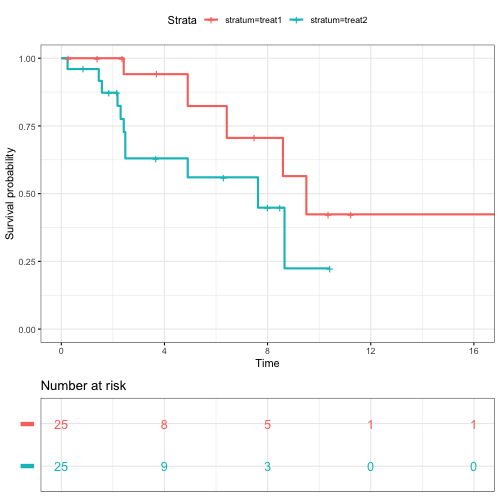 Strata stratum=treat1 stratum=treat2
1.00
0.75
0.50
0.25
0.00
Survival probability
0 4 8 12 16
Time
Number at risk
25 8 5 1 1
25 9 3 0 0